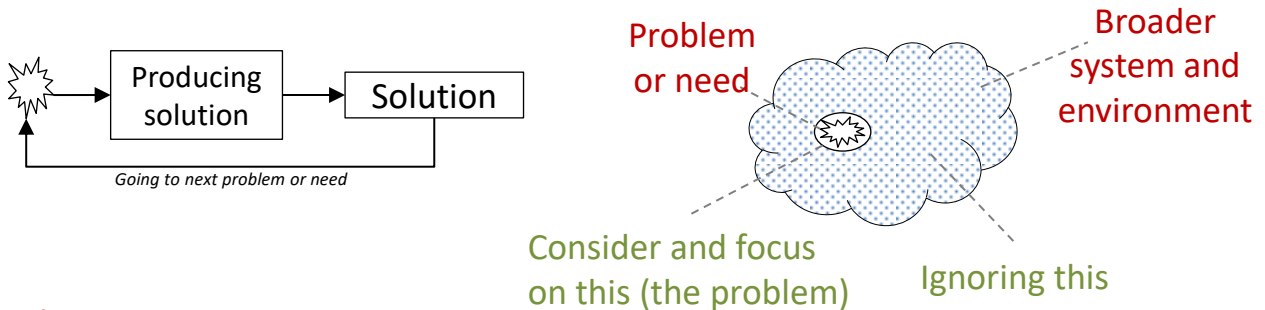 Producing
solution
Solution
Going to next problem or need
Problem
or need
Broader
system and
environment
Consider and focus
on this (the problem)
Ignoring this